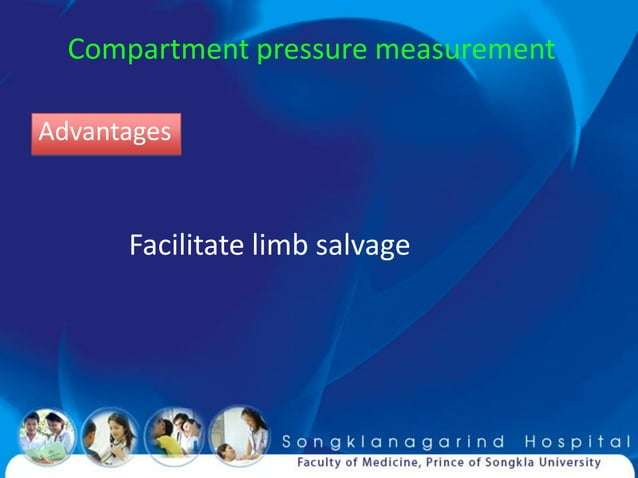 Compartment pressure measurement
Advantages
Facilitate limb salvage
Songklanagarind Hospital
Faculty of Medicine, Prince of Songkla University